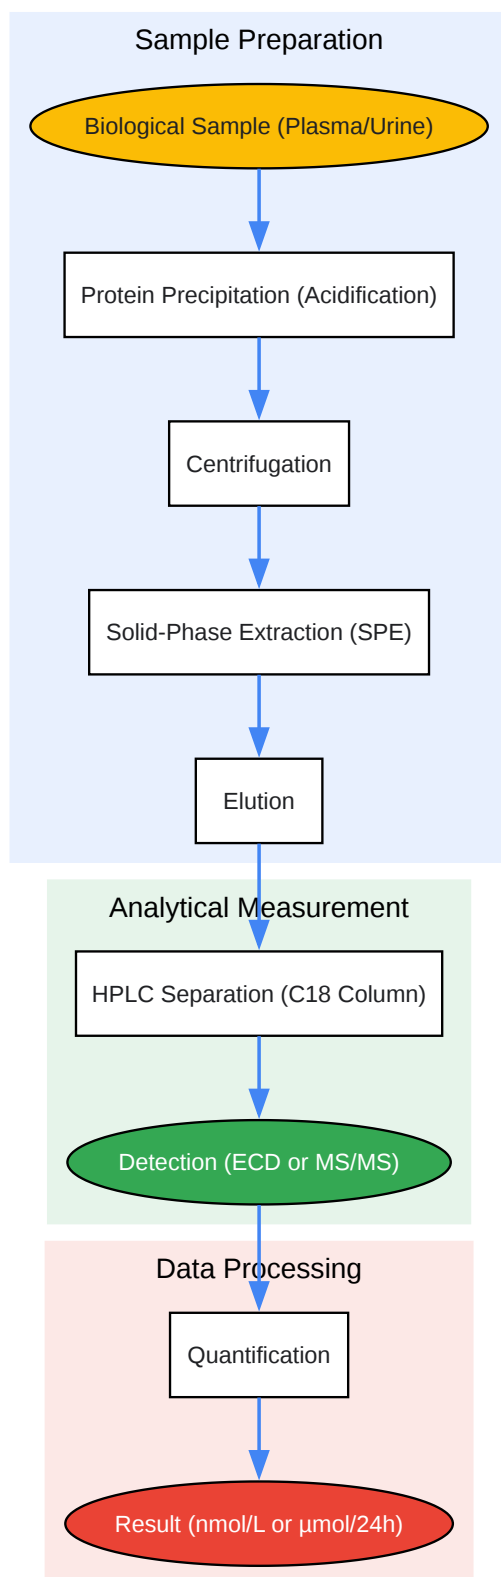 Sample Preparation
Biological Sample (Plasma/Urine)
Protein Precipitation (Acidification)
Centrifugation
Solid-Phase Extraction (SPE)
Elution
Analytical Measurement
HPLC Separation (C18 Column)
Detection (ECD or MS/MS)
Data Processing
Quantification
Result (nmol/L or µmol/24h)